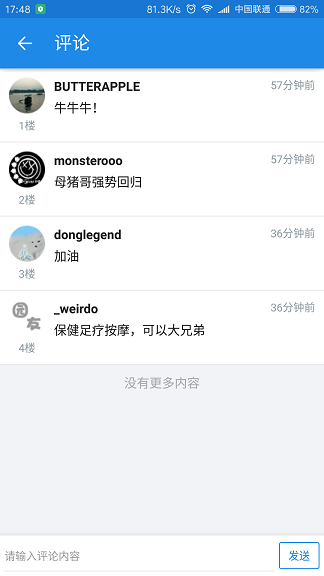 17:48 81.3K/s 中国联通 82%
评论
BUTTERAPPLE 57分钟前
牛牛牛！
1楼
monsterooo 57分钟前
母猪哥强势回归
2楼
donglegend 36分钟前
加油
3楼
园友
_weirdo 36分钟前
保健足疗按摩，可以大兄弟
4楼
没有更多内容
请输入评论内容 发送